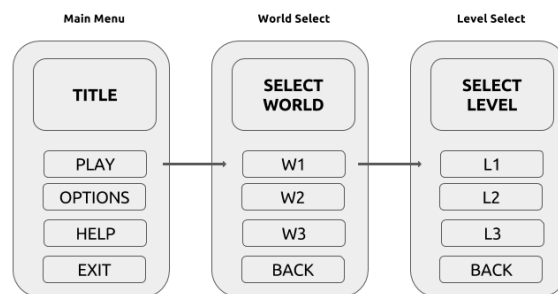 Main Menu
TITLE
PLAY
OPTIONS
HELP
EXIT
World Select
SELECT
WORLD
W1
W2
W3
BACK
Level Select
SELECT
LEVEL
L1
L2
L3
BACK